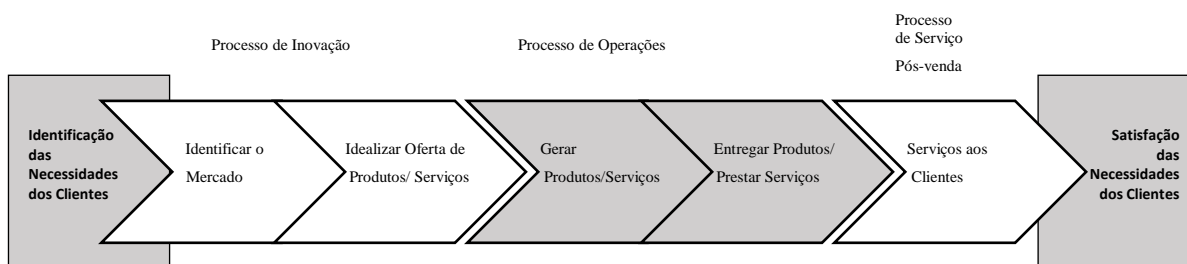 Processo de Inovação
Processo de Operações
Processo
de Serviço
Pós-venda
Identificação
das
Necessidades
dos Clientes
Identificar o
Mercado
Idealizar Oferta de
Produtos/ Serviços
Gerar
Produtos/Serviços
Entregar Produtos/
Prestar Serviços
Serviços aos
Clientes
Satisfação
das
Necessidades
dos Clientes